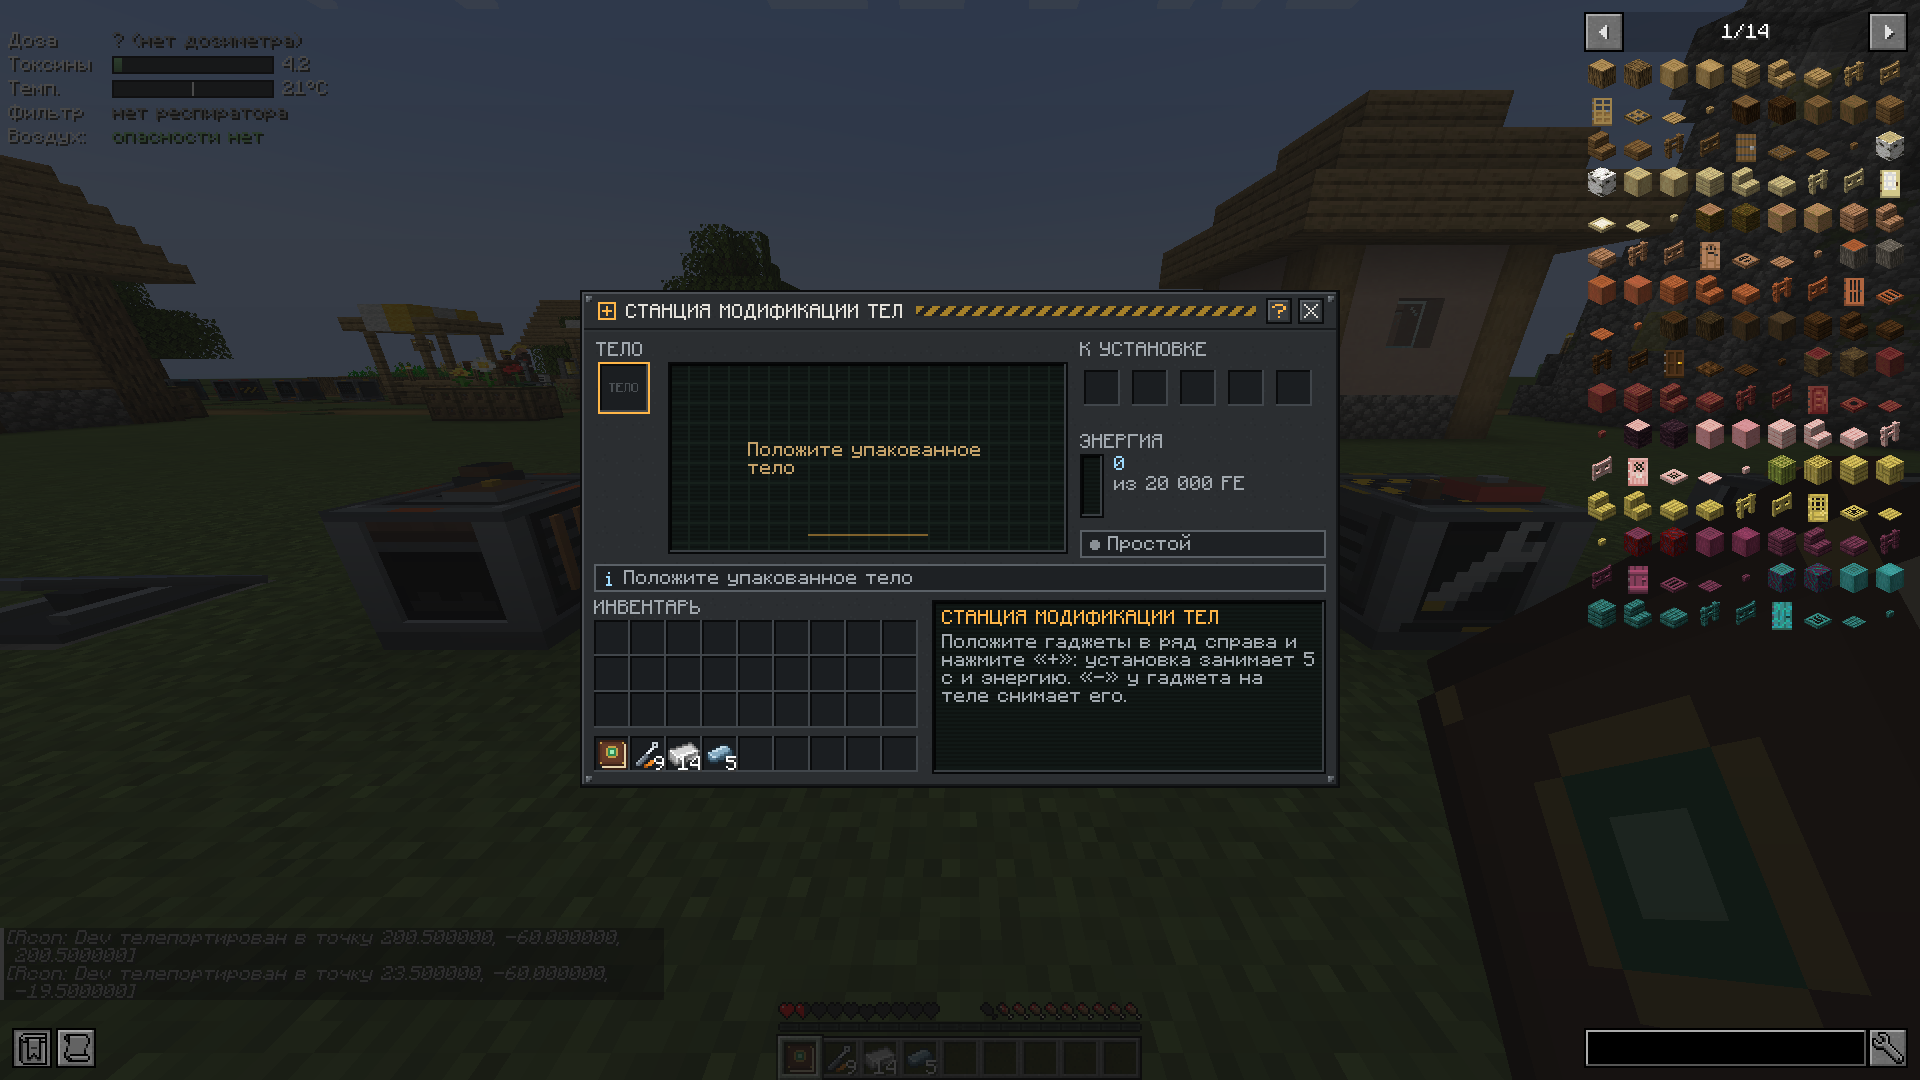 Доза ? (нет дозиметра)
Токсины 4.2
Темп. 21°C
Фильтр нет респиратора
Воздух: опасности нет
1/14
СТАНЦИЯ МОДИФИКАЦИИ ТЕЛ ?
ТЕЛО
ТЕЛО
Положите упакованное
тело
К УСТАНОВКЕ
ЭНЕРГИЯ
0
из 20 000 FE
Простой
i Положите упакованное тело
ИНВЕНТАРЬ
9 14 5
СТАНЦИЯ МОДИФИКАЦИИ ТЕЛ
Положите гаджеты в ряд справа и
нажмите «+»: установка занимает 5
с и энергию. «-» у гаджета на
теле снимает его.
[Rcon: Dev телепортирован в точку 200.500000, -60.000000,
200.500000]
[Rcon: Dev телепортирован в точку 23.500000, -60.000000,
-19.500000]
9 14 5